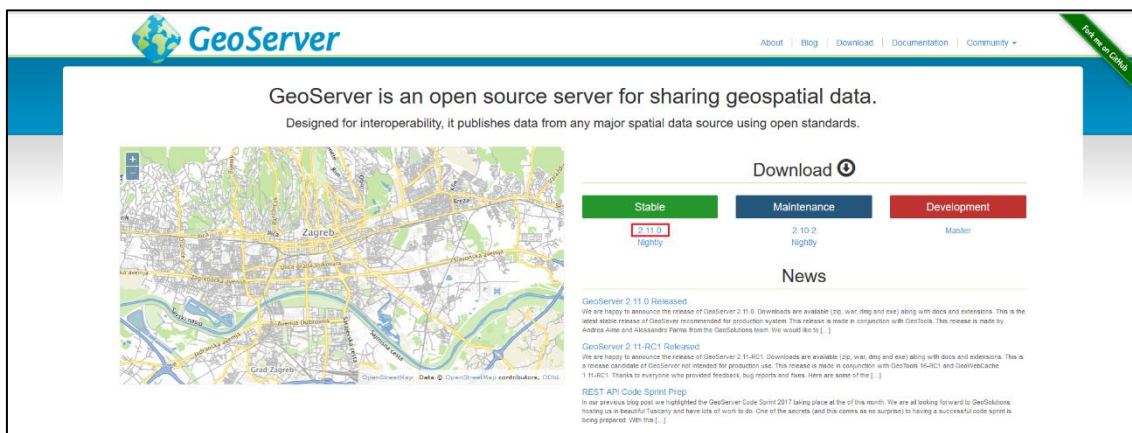 GeoServer
About | Blog | Download | Documentation | Community
Fork me on GitHub
GeoServer is an open source server for sharing geospatial data.
Designed for interoperability, it publishes data from any major spatial data source using open standards.
+
-
Zagreb
Ilica
Grad Zagreb
OpenStreetMap. Data © OpenStreetMap contributors, ODbL
Download
Stable
Maintenance
Development
2.11.0
2.10.2
Master
Nightly
Nightly
News
GeoServer 2.11.0 Released
We are happy to announce the release of GeoServer 2.11.0. Downloads are available (zip, war, dmg and exe) along with docs and extensions. This is the
latest stable release of GeoSever recommended for production system. This release is made in conjunction with GeoTools. This release is made by
Andrea Aime and Alessandro Parma from the GeoSolutions team. We would like to [...]
GeoServer 2.11-RC1 Released
We are happy to announce the release of GeoServer 2.11-RC1. Downloads are available (zip, war, dmg and exe) along with docs and extensions. This is
a release candidate of GeoServer not intended for production use. This release is made in conjunction with GeoTools 16-RC1 and GeoWebCache
1.11-RC1. Thanks to everyone who provided feedback, bug reports and fixes. Here are some of the [...]
REST API Code Sprint Prep
In our previous blog post we highlighted the GeoServer Code Sprint 2017 taking place at the of this month. We are all looking forward to GeoSolutions
hosting us in beautiful Tuscany and have lots of work to do. One of the secrets (and this comes as no surprise) to having a successful code sprint is
being prepared. With this [...]